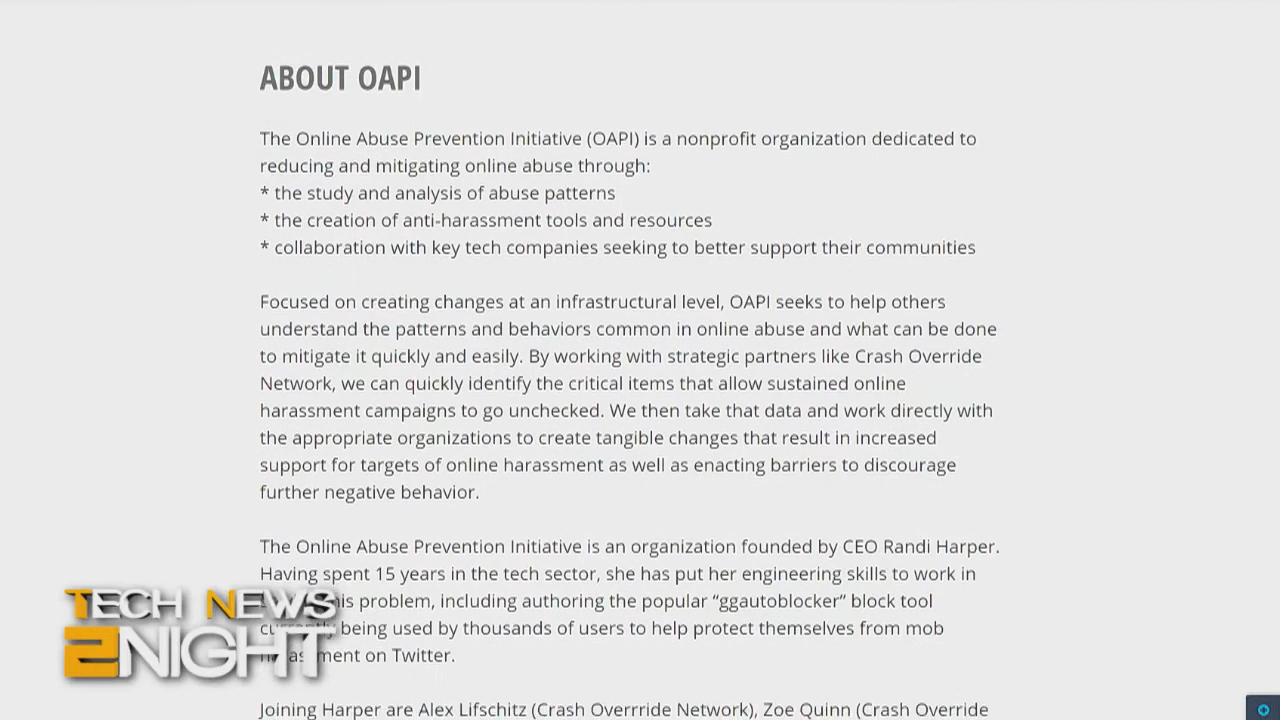 ABOUT OAPI
The Online Abuse Prevention Initiative (OAPI) is a nonprofit organization dedicated to
reducing and mitigating online abuse through:
* the study and analysis of abuse patterns
* the creation of anti-harassment tools and resources
* collaboration with key tech companies seeking to better support their communities
Focused on creating changes at an infrastructural level, OAPI seeks to help others
understand the patterns and behaviors common in online abuse and what can be done
to mitigate it quickly and easily. By working with strategic partners like Crash Override
Network, we can quickly identify the critical items that allow sustained online
harassment campaigns to go unchecked. We then take that data and work directly with
the appropriate organizations to create tangible changes that result in increased
support for targets of online harassment as well as enacting barriers to discourage
further negative behavior.
The Online Abuse Prevention Initiative is an organization founded by CEO Randi Harper.
Having spent 15 years in the tech sector, she has put her engineering skills to work in
problem, including authoring the popular “ggautoblocker” block tool
currently being used by thousands of users to help protect themselves from mob
on Twitter.
Joining Harper are Alex Lifschitz (Crash Overrride Network), Zoe Quinn (Crash Override
TECH NEWS
2NIGHT